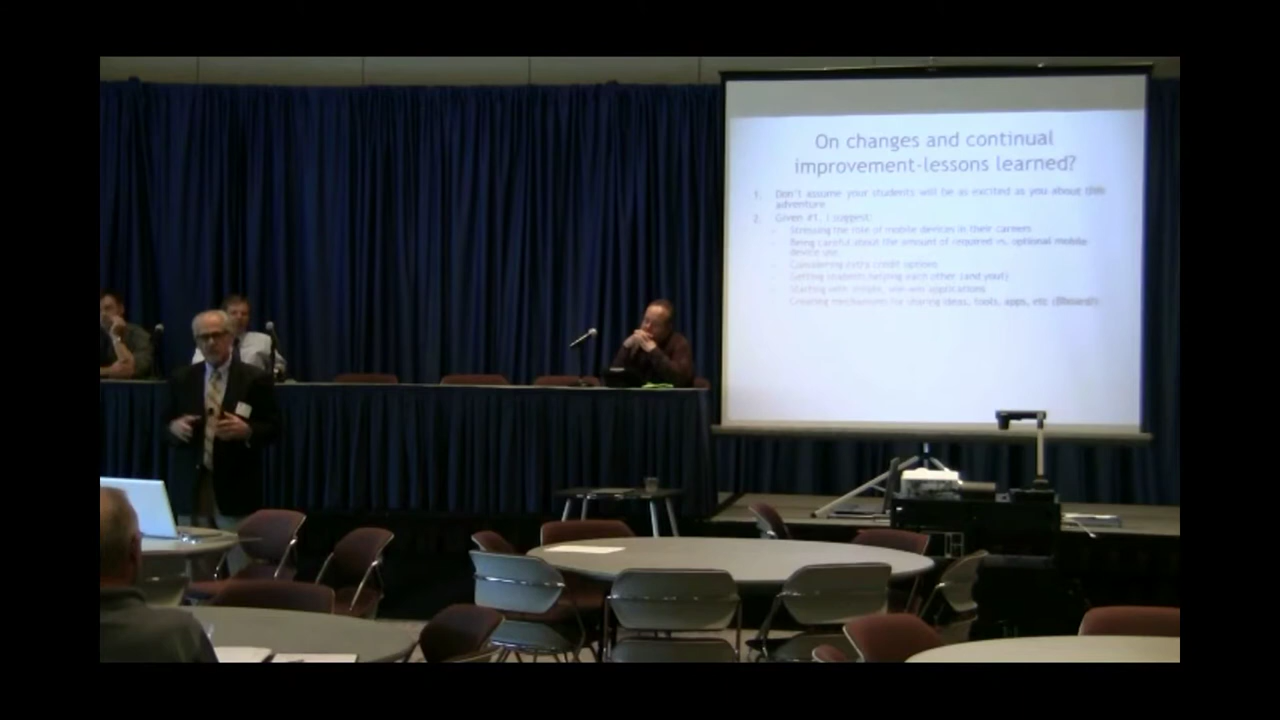 On changes and continual
improvement-lessons learned?
1. Don't assume your students will be as excited as you about this
adventure
2. Given #1, I suggest:
- Stressing the role of mobile devices in their careers
- Being careful about the amount of required vs. optional mobile
device use
- Considering extra credit options
- Getting students helping each other (and you!)
- Starting with simple, win-win applications
- Creating mechanisms for sharing ideas, tools, apps, etc